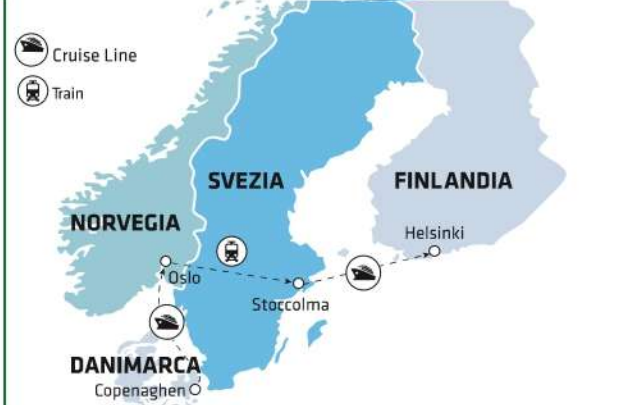 Cruise Line
Train
SVEZIA
FINLANDIA
NORVEGIA
Helsinki
Oslo
Stoccolma
DANIMARCA
Copenaghen